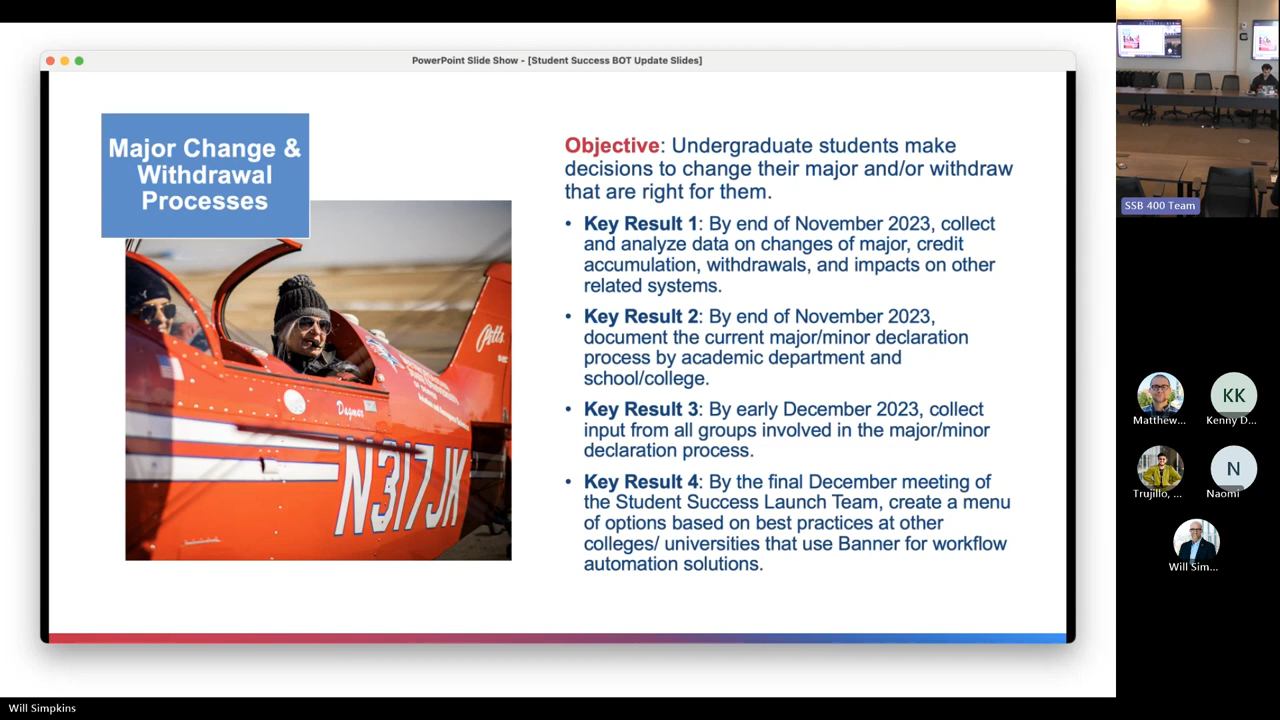 PowerPoint Slide Show - [Student Success BOT Update Slides]
Major Change &
Withdrawal
Processes
Objective: Undergraduate students make
decisions to change their major and/or withdraw
that are right for them.
• Key Result 1: By end of November 2023, collect
and analyze data on changes of major, credit
accumulation, withdrawals, and impacts on other
related systems.
• Key Result 2: By end of November 2023,
document the current major/minor declaration
process by academic department and
school/college.
• Key Result 3: By early December 2023, collect
input from all groups involved in the major/minor
declaration process.
• Key Result 4: By the final December meeting of
the Student Success Launch Team, create a menu
of options based on best practices at other
colleges/ universities that use Banner for workflow
automation solutions.
Pitts
Dagmar
N317JK
SSB 400 Team
Matthew...
KK
Kenny D...
Trujillo, ...
N
Naomi
Will Sim...
Will Simpkins